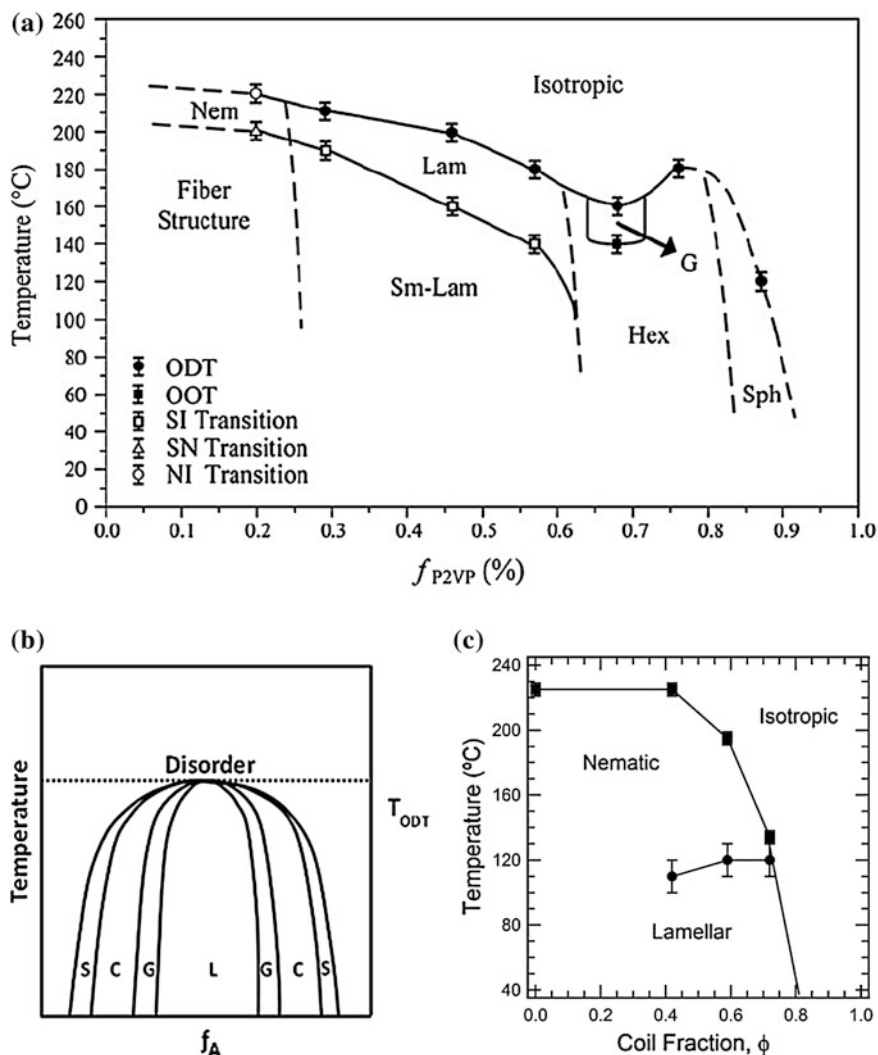 (a)
260
240
220
200
180
160
140
120
100
80
60
40
20
0
Temperature (°C)
Isotropic
Nem
Lam
Fiber
Structure
G
Sm-Lam
Hex
Sph
ODT
OOT
SI Transition
SN Transition
NI Transition
0.0 0.1 0.2 0.3 0.4 0.5 0.6 0.7 0.8 0.9 1.0
f P2VP (%)
(b)
Temperature
Disorder
T ODT
S C G L G C S
f A
(c)
240
200
160
120
80
40
Temperature (°C)
Isotropic
Nematic
Lamellar
0.0 0.2 0.4 0.6 0.8 1.0
Coil Fraction, ϕ